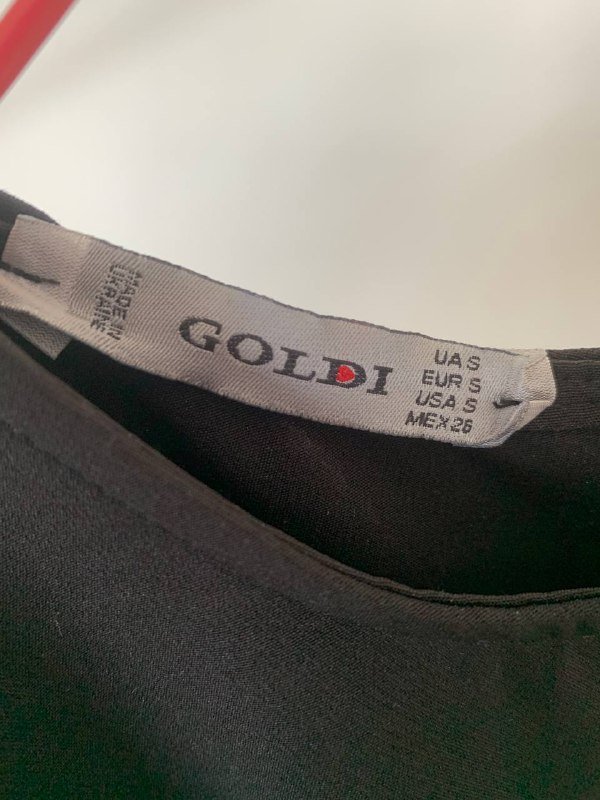 MADE IN
UKRAINE
GOLDI
UA S
EUR S
USA S
MEX 26